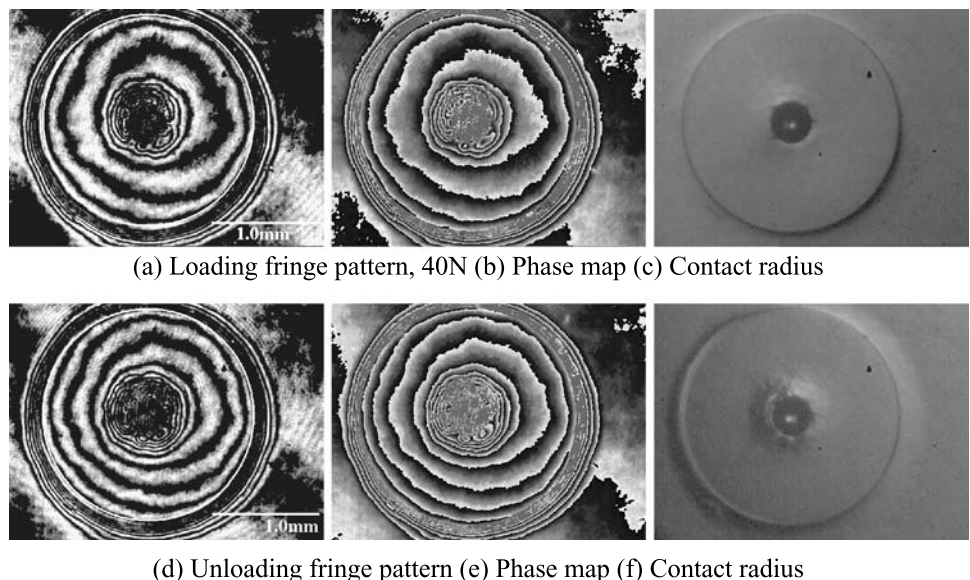 1.0mm
(a) Loading fringe pattern, 40N (b) Phase map (c) Contact radius
1.0mm
(d) Unloading fringe pattern (e) Phase map (f) Contact radius